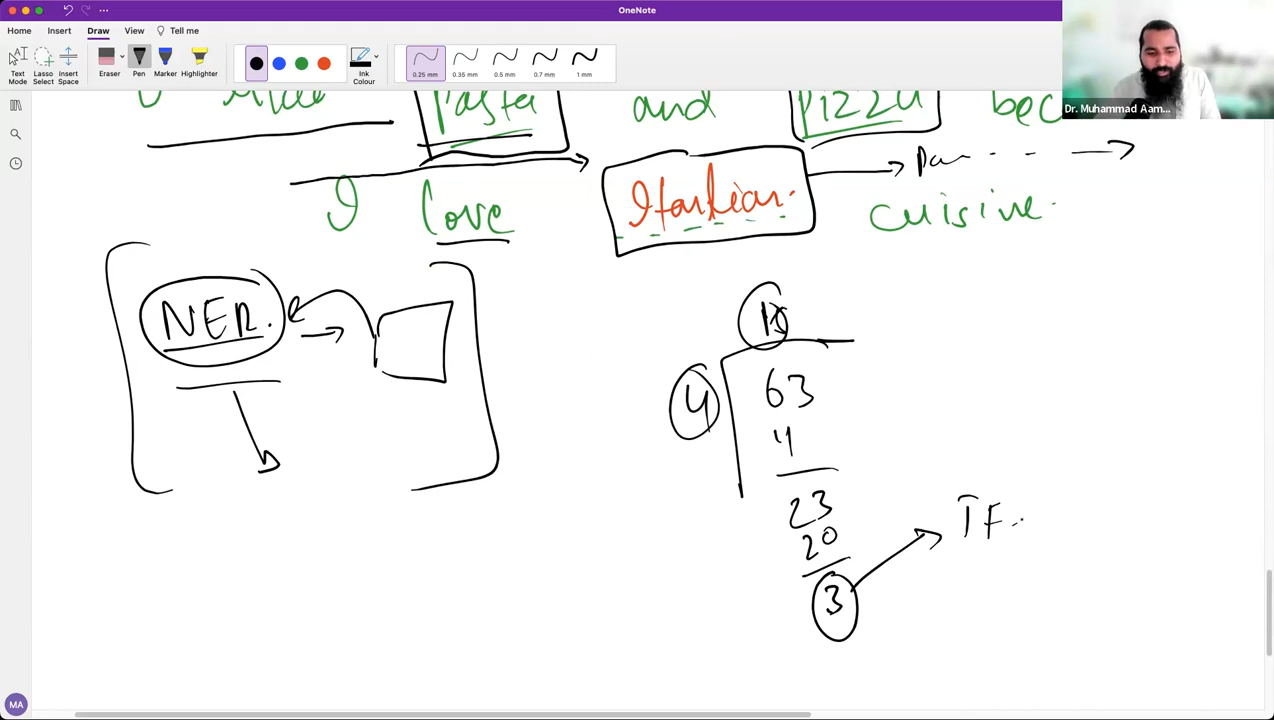 OneNote
Home Insert Draw View Tell me
Text Mode Lasso Select Insert Space Eraser Pen Marker Highlighter Ink Colour 0.25 mm 0.35 mm 0.5 mm 0.7 mm 1 mm
Dr. Muhammad Aam...
Pasta and Pizza bec
I love Italian. cuisine.
NER.
4 63
4
23
20
3
TF
MA